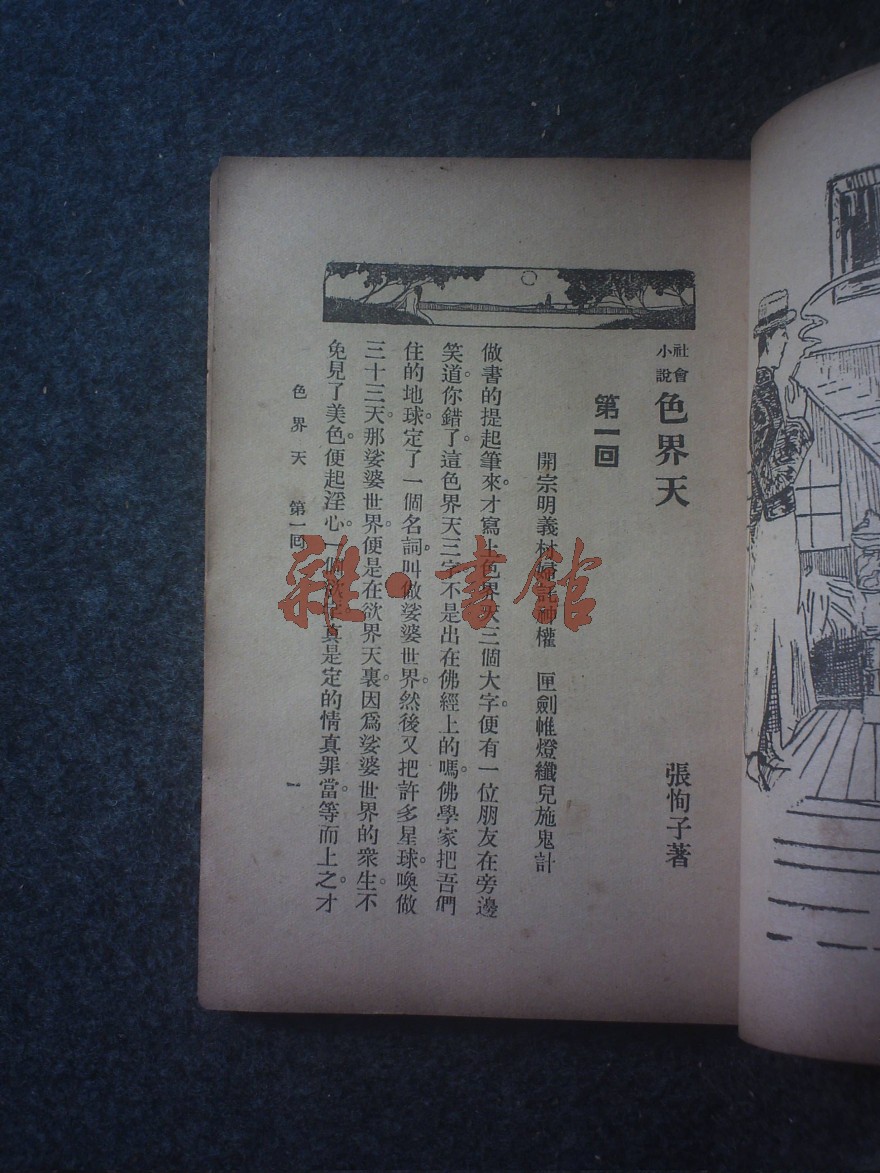 社會小說 色界天
張恂子著
第一回
開宗明義村婦託神權 匣劍帷燈纖兒施鬼計
做書的提起筆來。才寫上色界天三個大字。便有一位朋友在旁邊
笑道你錯了。這色界天三字不是出在佛經上的嗎。佛學家把吾們
住的地球。定了一個名詞。叫做娑婆世界。然後又把許多星球。喚做
三十三天。那娑婆世界。便是在欲界天裏。因爲娑婆世界的衆生。不
免見了美色。便起淫心。一個欲字。真是定的情真罪當。等而上之。才
色界天 第一回
一
雜·書館